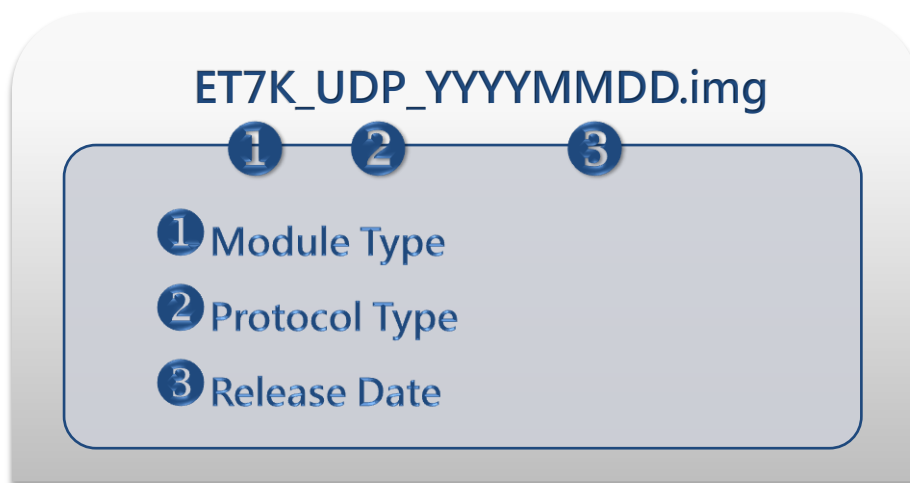 ET7K_UDP_YYYYMMDD.img
1 2 3
1 Module Type
2 Protocol Type
3 Release Date